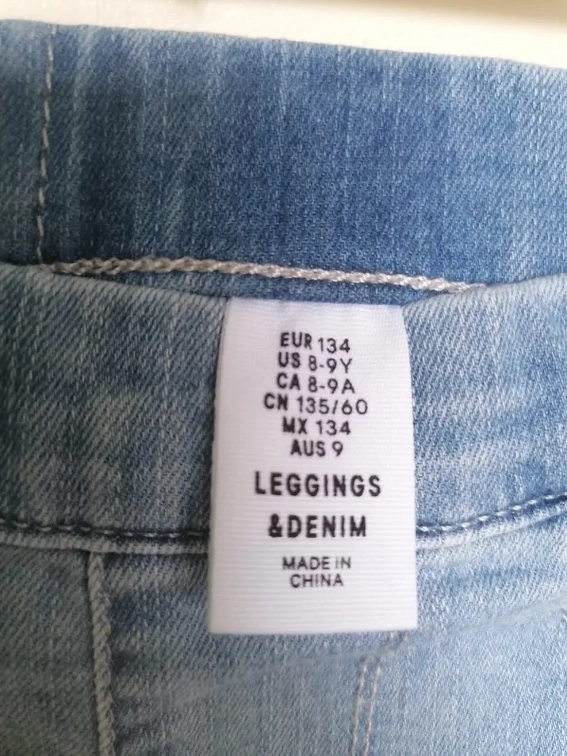 EUR 134
US 8-9Y
CA 8-9A
CN 135/60
MX 134
AUS 9
LEGGINGS
&DENIM
MADE IN
CHINA